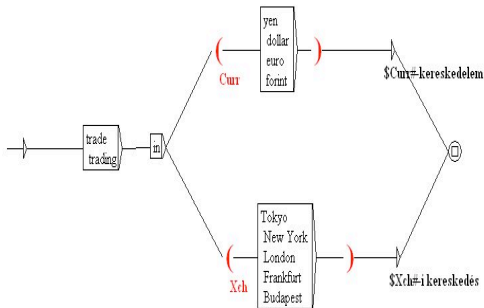 trade
trading
in
(
yen
dollar
euro
forint
)
Curr
$Curr#-kereskedelem
(
Tokyo
New York
London
Frankfurt
Budapest
)
Xch
$Xch#-i kereskedés